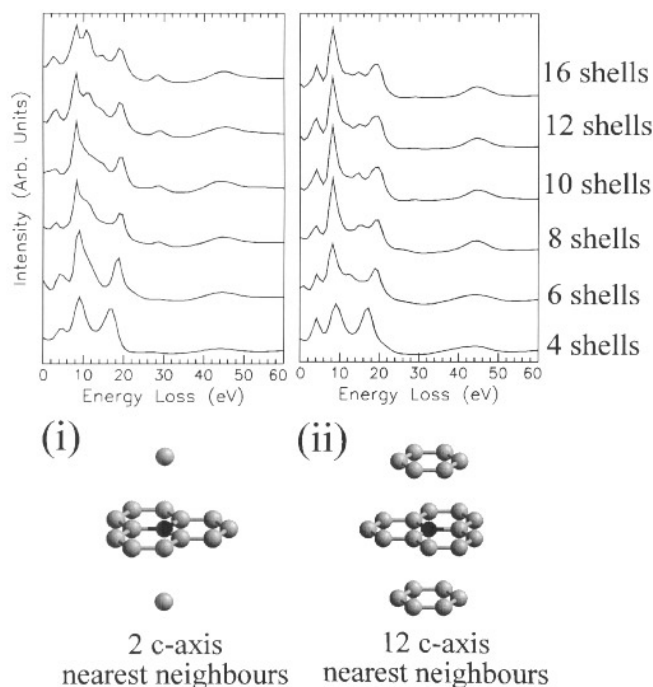 Intensity (Arb. Units)
0 10 20 30 40 50 60
Energy Loss (eV)
0 10 20 30 40 50 60
Energy Loss (eV)
16 shells
12 shells
10 shells
8 shells
6 shells
4 shells
(i)
(ii)
2 c-axis
nearest neighbours
12 c-axis
nearest neighbours